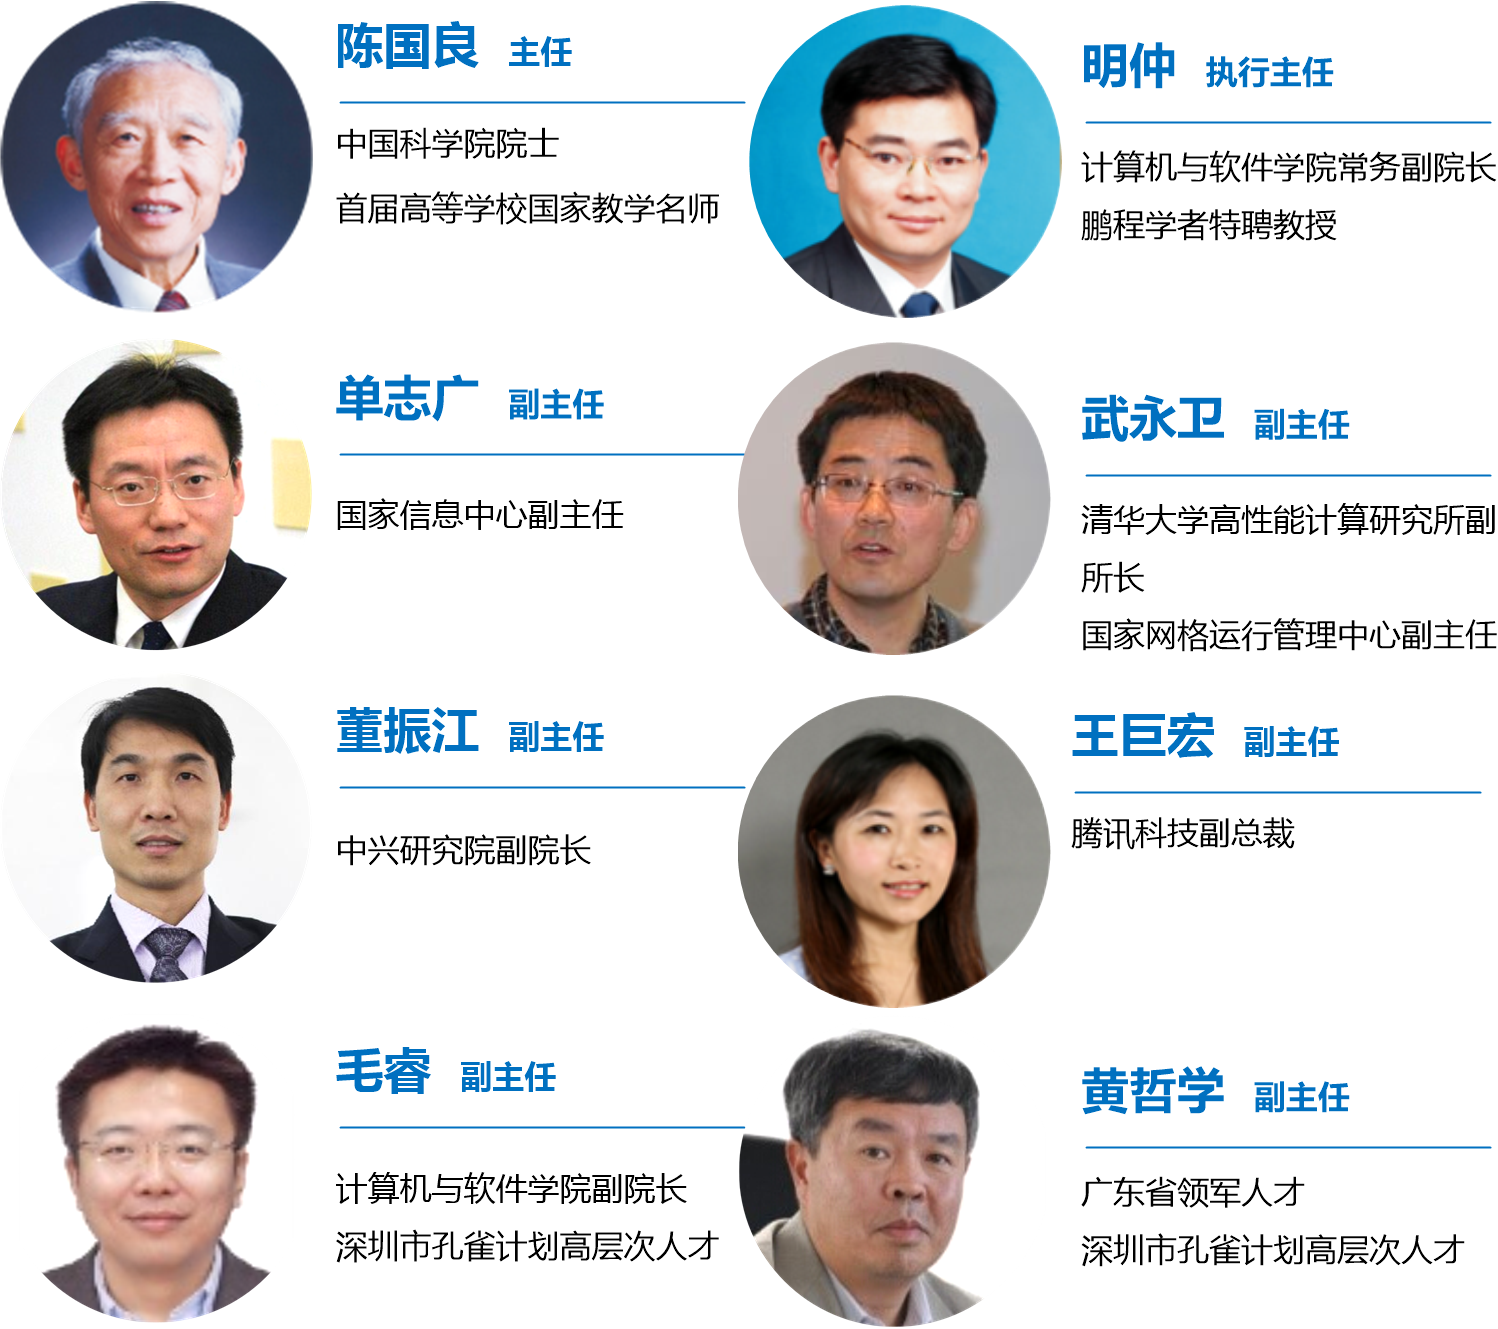 陈国良 主任
中国科学院院士
首届高等学校国家教学名师
明仲 执行主任
计算机与软件学院常务副院长
鹏程学者特聘教授
单志广 副主任
国家信息中心副主任
武永卫 副主任
清华大学高性能计算研究所副
所长
国家网格运行管理中心副主任
董振江 副主任
中兴研究院副院长
王巨宏 副主任
腾讯科技副总裁
毛睿 副主任
计算机与软件学院副院长
深圳市孔雀计划高层次人才
黄哲学 副主任
广东省领军人才
深圳市孔雀计划高层次人才